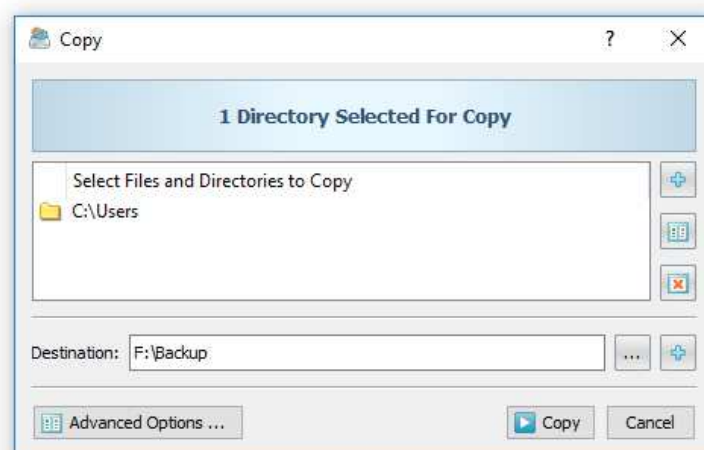 Copy ?
1 Directory Selected For Copy
Select Files and Directories to Copy
C:\Users
Destination: F:\Backup ...
Advanced Options ... Copy Cancel